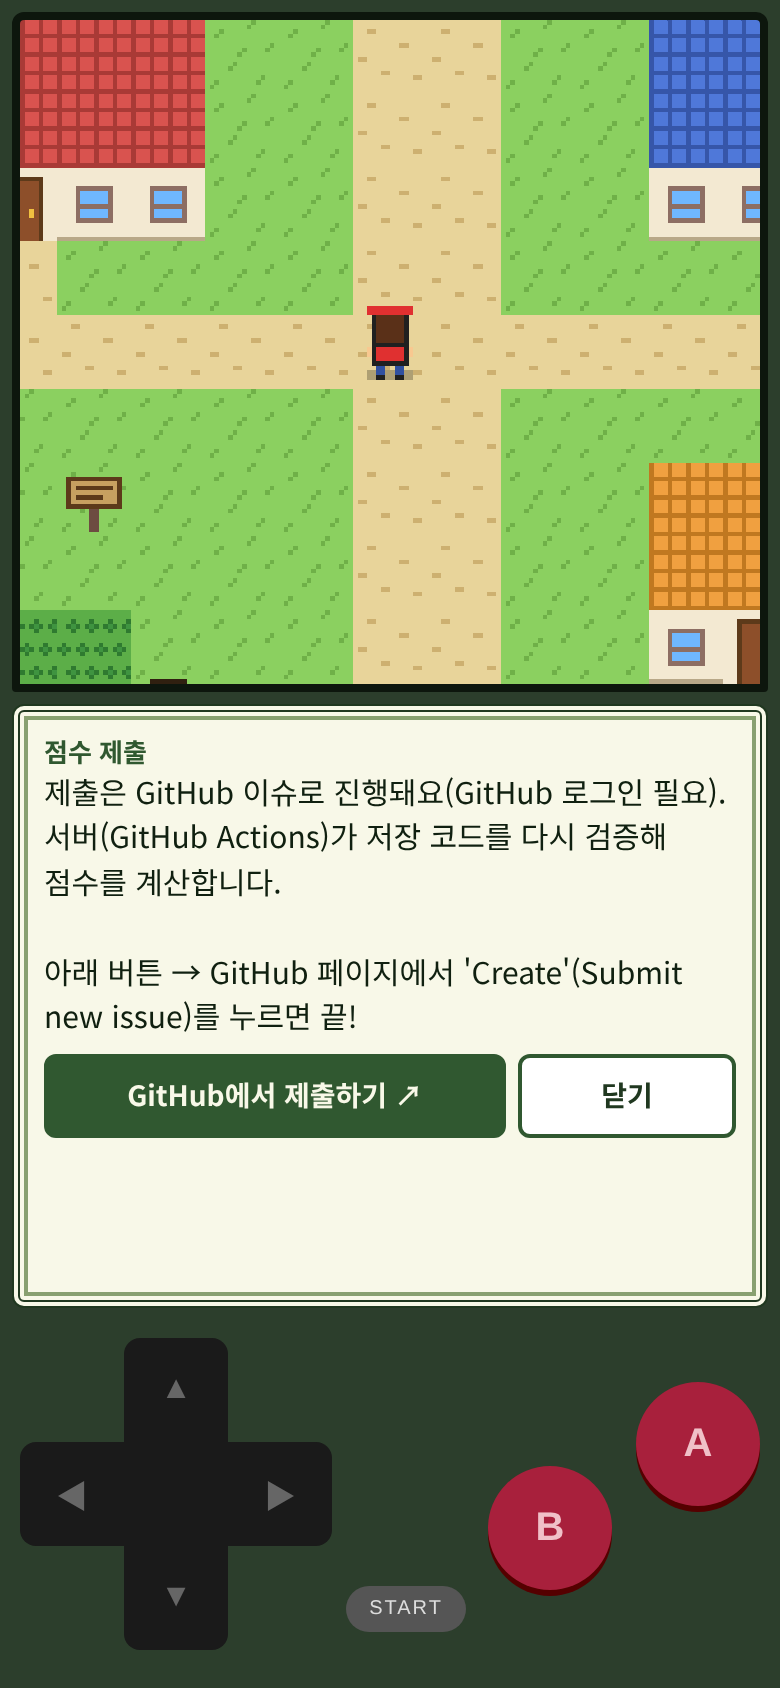 점수 제출
제출은 GitHub 이슈로 진행돼요(GitHub 로그인 필요).
서버(GitHub Actions)가 저장 코드를 다시 검증해
점수를 계산합니다.
아래 버튼 → GitHub 페이지에서 'Create'(Submit
new issue)를 누르면 끝!
GitHub에서 제출하기 ↗
닫기
A
B
START